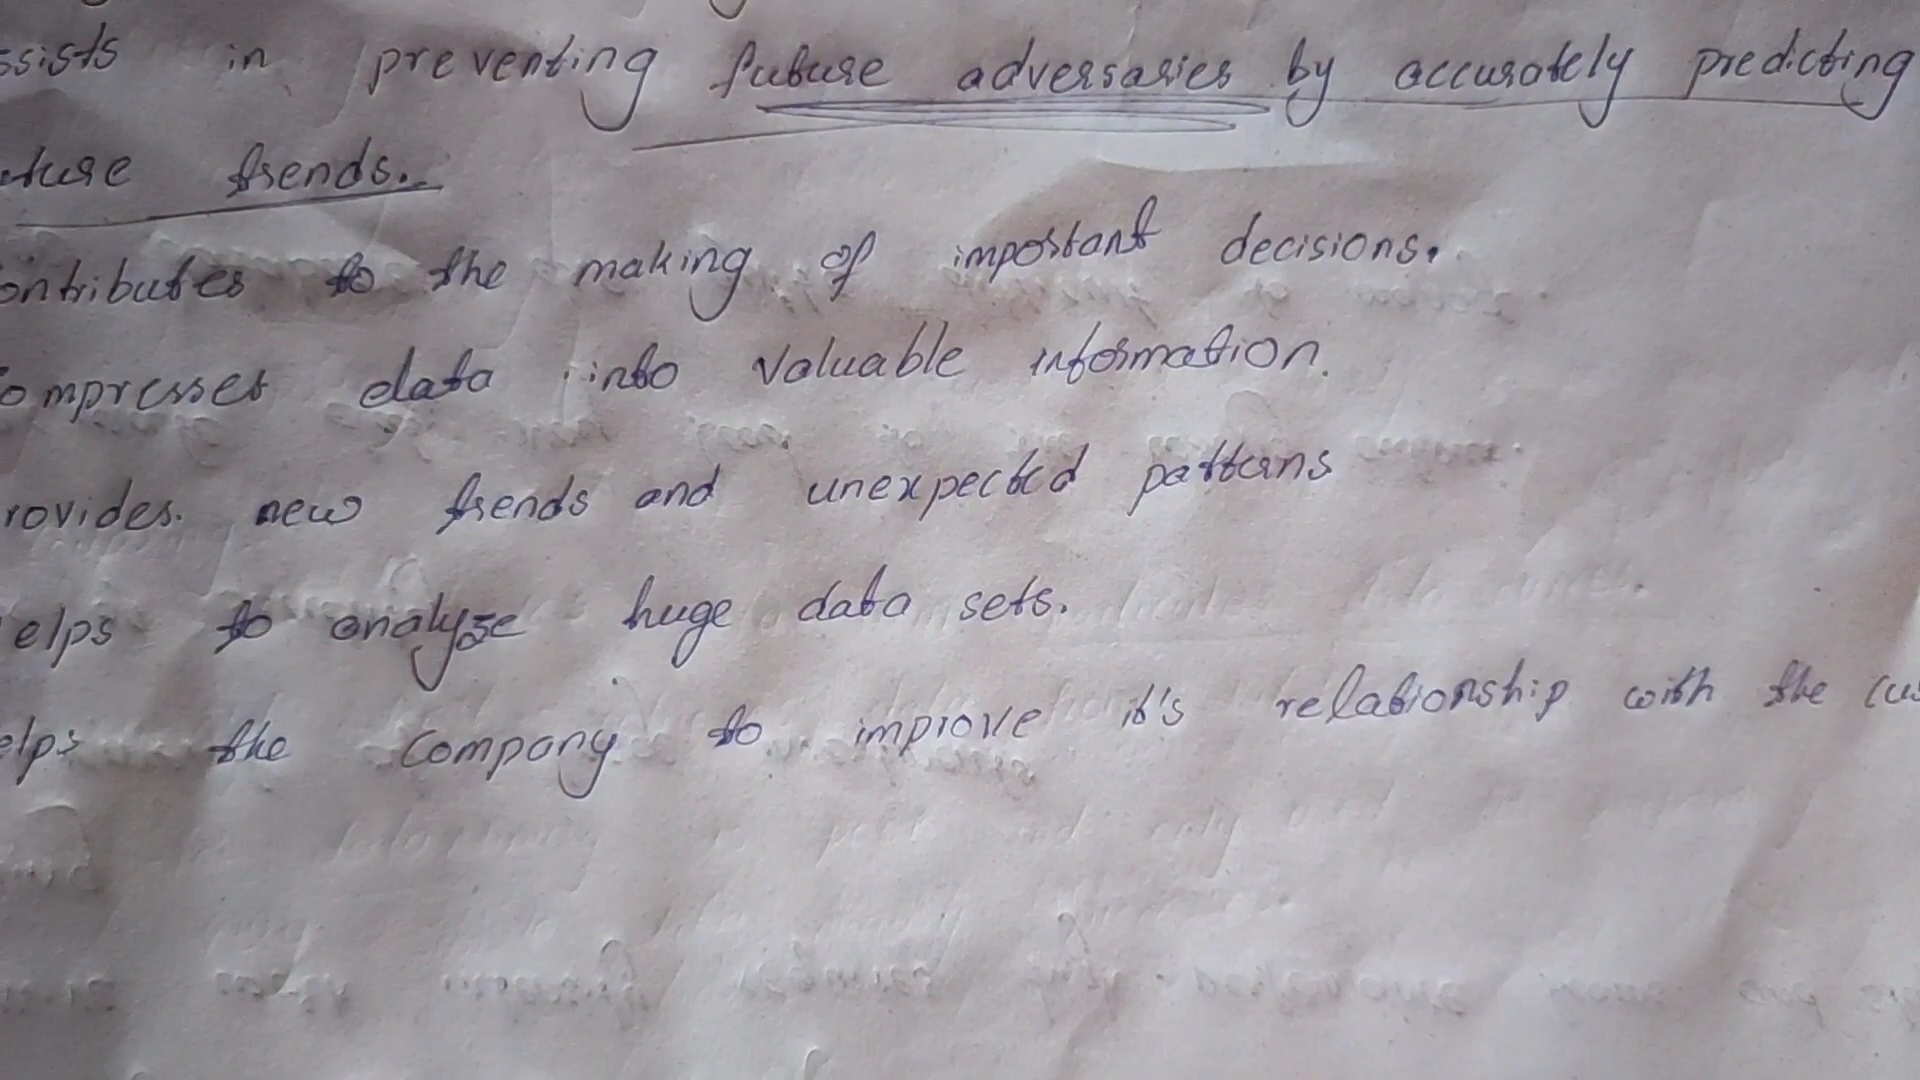 ssists in preventing future adversaries by accurately predicting
uture trends.
ontributes to the making of important decisions.
ompresses data into valuable information.
rovides new trends and unexpected patterns
elps to analyze huge data sets.
elps the company to improve it's relationship with the cus